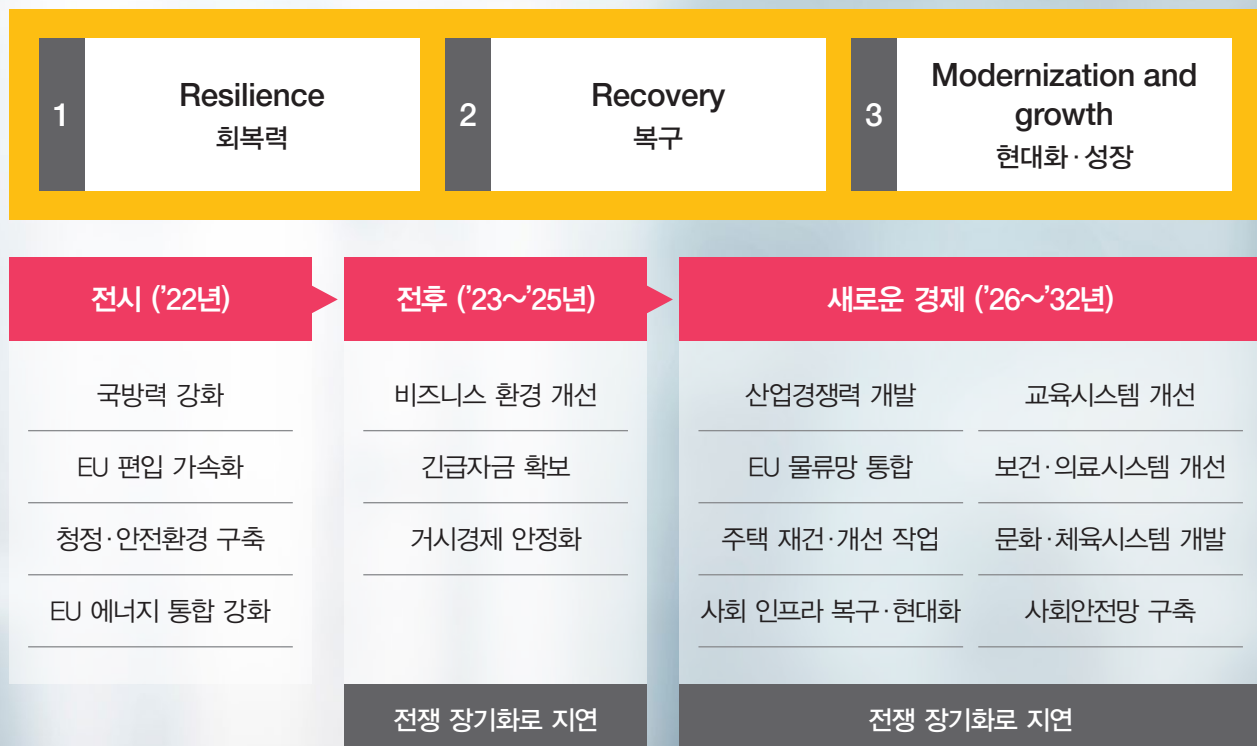 1
Resilience
회복력
2
Recovery
복구
3
Modernization and
growth
현대화·성장
전시 (’22년)
국방력 강화
EU 편입 가속화
청정·안전환경 구축
EU 에너지 통합 강화
전후 (’23~’25년)
비즈니스 환경 개선
긴급자금 확보
거시경제 안정화
전쟁 장기화로 지연
새로운 경제 (’26~’32년)
산업경쟁력 개발
EU 물류망 통합
주택 재건·개선 작업
사회 인프라 복구·현대화
교육시스템 개선
보건·의료시스템 개선
문화·체육시스템 개발
사회안전망 구축
전쟁 장기화로 지연